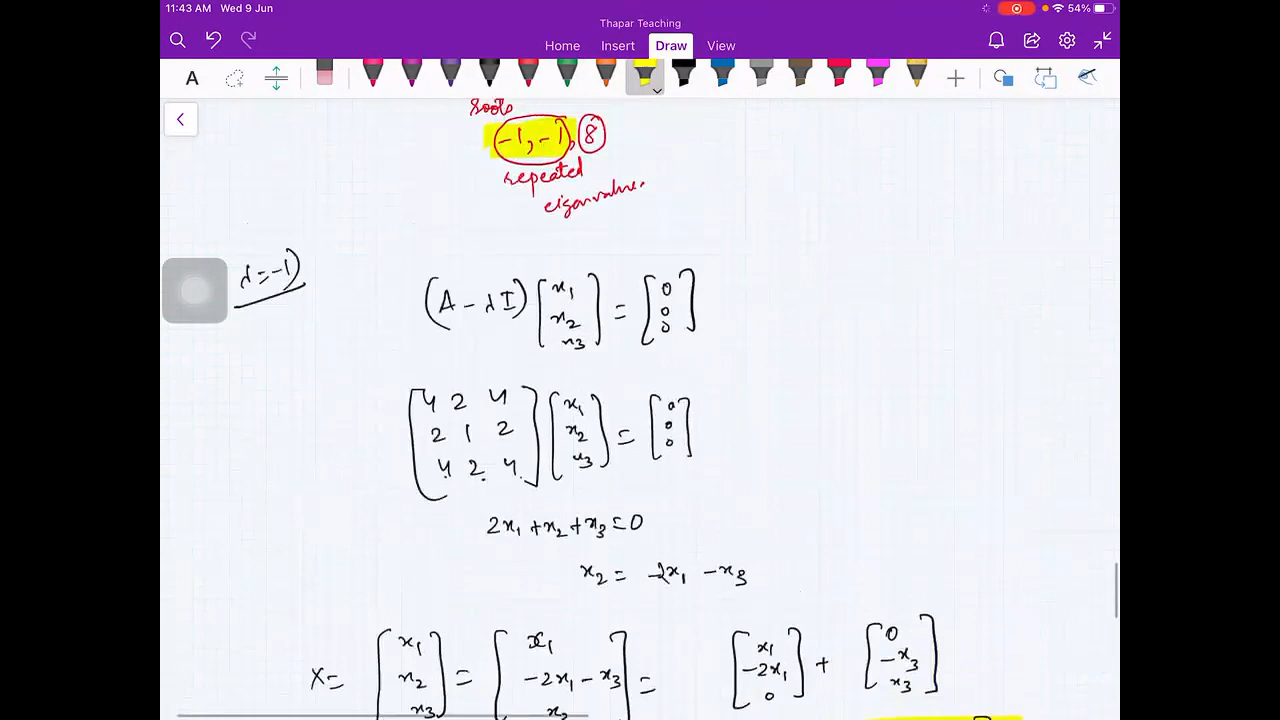 11:43 AM Wed 9 Jun
54%
Thapar Teaching
Home Insert Draw View
A
roots
-1, -1, 8
repeated
eigenvalue.
λ = -1)
(A - λI) [x1 x2 x3] = [0 0 0]
[4 2 4
2 1 2
4 2 4] [x1 x2 x3] = [0 0 0]
2x1 + x2 + x3 = 0
x2 = -2x1 - x3
X = [x1 x2 x3] = [x1 -2x1 - x3 x3] = [x1 -2x1 0] + [0 -x3 x3]